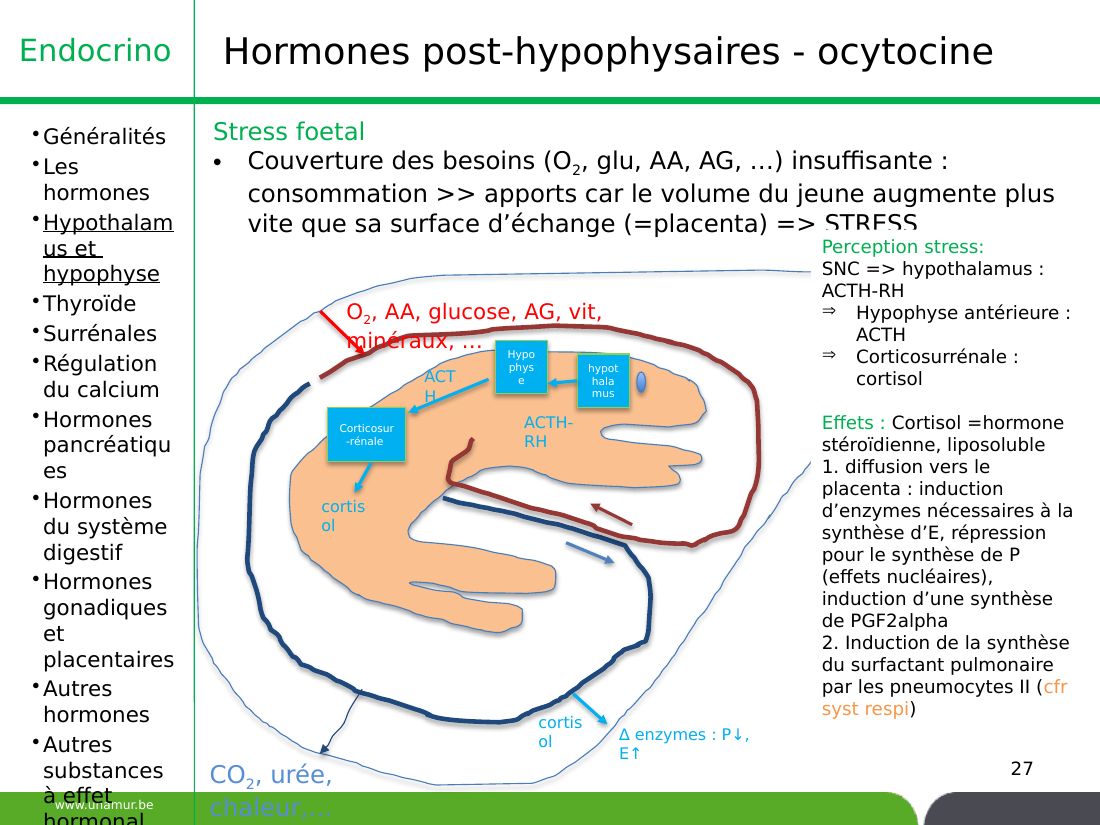 Endocrino
Hormones post-hypophysaires - ocytocine
•Généralités
•Les
hormones
•Hypothalam
us et
hypophyse
•Thyroïde
•Surrénales
•Régulation
du calcium
•Hormones
pancréatiqu
es
•Hormones
du système
digestif
•Hormones
gonadiques
et
placentaires
•Autres
hormones
•Autres
substances
à effet
hormonal
www.unamur.be
Stress foetal
• Couverture des besoins (O2, glu, AA, AG, …) insuffisante :
consommation >> apports car le volume du jeune augmente plus
vite que sa surface d’échange (=placenta) => STRESS
O2, AA, glucose, AG, vit,
minéraux, …
Hypo
phys
e
hypot
hala
mus
ACT
H
ACTH-
RH
Corticosur
-rénale
cortis
ol
cortis
ol
Δ enzymes : P↓,
E↑
CO2, urée,
chaleur,…
Perception stress:
SNC => hypothalamus :
ACTH-RH
⇒ Hypophyse antérieure :
ACTH
⇒ Corticosurrénale :
cortisol
Effets : Cortisol =hormone
stéroïdienne, liposoluble
1. diffusion vers le
placenta : induction
d’enzymes nécessaires à la
synthèse d’E, répression
pour le synthèse de P
(effets nucléaires),
induction d’une synthèse
de PGF2alpha
2. Induction de la synthèse
du surfactant pulmonaire
par les pneumocytes II (cfr
syst respi)
27